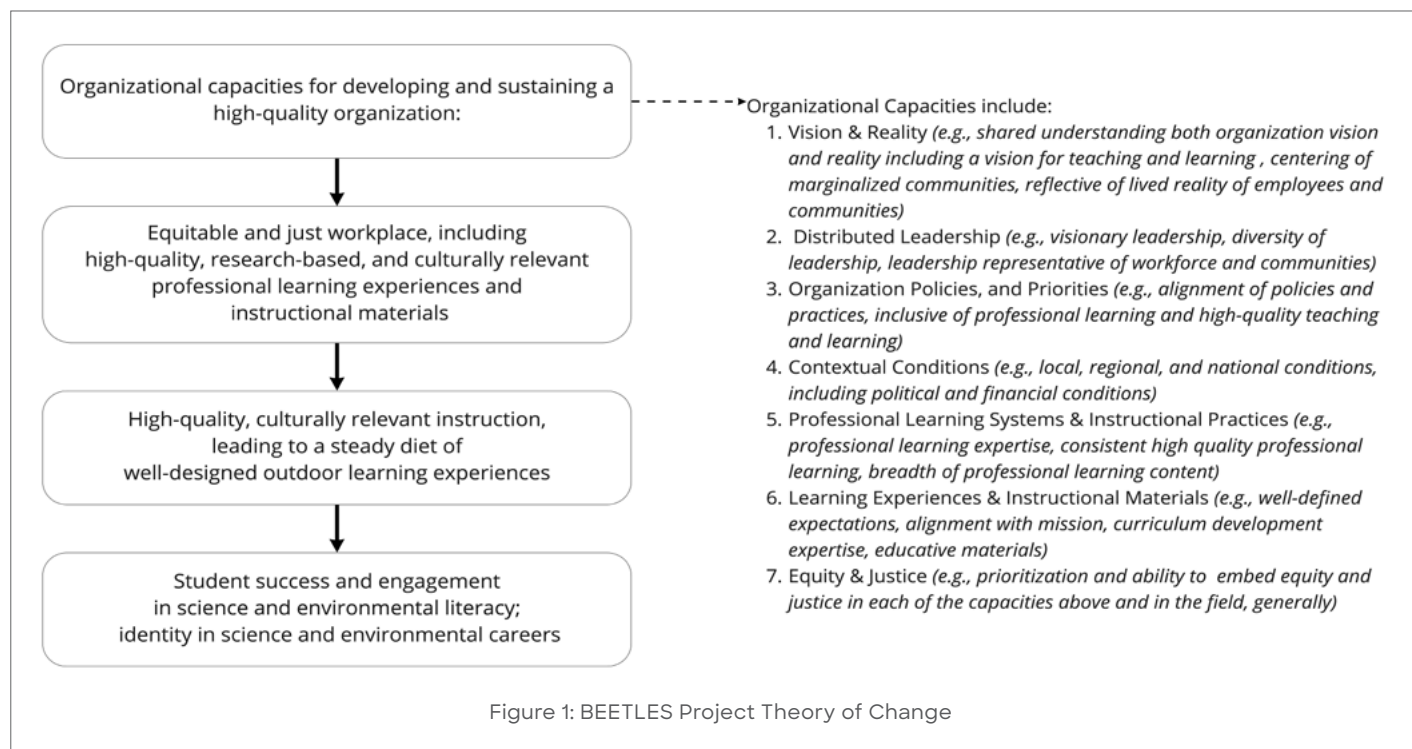 Organizational capacities for developing and sustaining a
high-quality organization:
Equitable and just workplace, including
high-quality, research-based, and culturally relevant
professional learning experiences and
instructional materials
High-quality, culturally relevant instruction,
leading to a steady diet of
well-designed outdoor learning experiences
Student success and engagement
in science and environmental literacy;
identity in science and environmental careers
Organizational Capacities include:
1. Vision & Reality (e.g., shared understanding both organization vision
and reality including a vision for teaching and learning , centering of
marginalized communities, reflective of lived reality of employees and
communities)
2. Distributed Leadership (e.g., visionary leadership, diversity of
leadership, leadership representative of workforce and communities)
3. Organization Policies, and Priorities (e.g., alignment of policies and
practices, inclusive of professional learning and high-quality teaching
and learning)
4. Contextual Conditions (e.g., local, regional, and national conditions,
including political and financial conditions)
5. Professional Learning Systems & Instructional Practices (e.g.,
professional learning expertise, consistent high quality professional
learning, breadth of professional learning content)
6. Learning Experiences & Instructional Materials (e.g., well-defined
expectations, alignment with mission, curriculum development
expertise, educative materials)
7. Equity & Justice (e.g., prioritization and ability to  embed equity and
justice in each of the capacities above and in the field, generally)
Figure 1: BEETLES Project Theory of Change